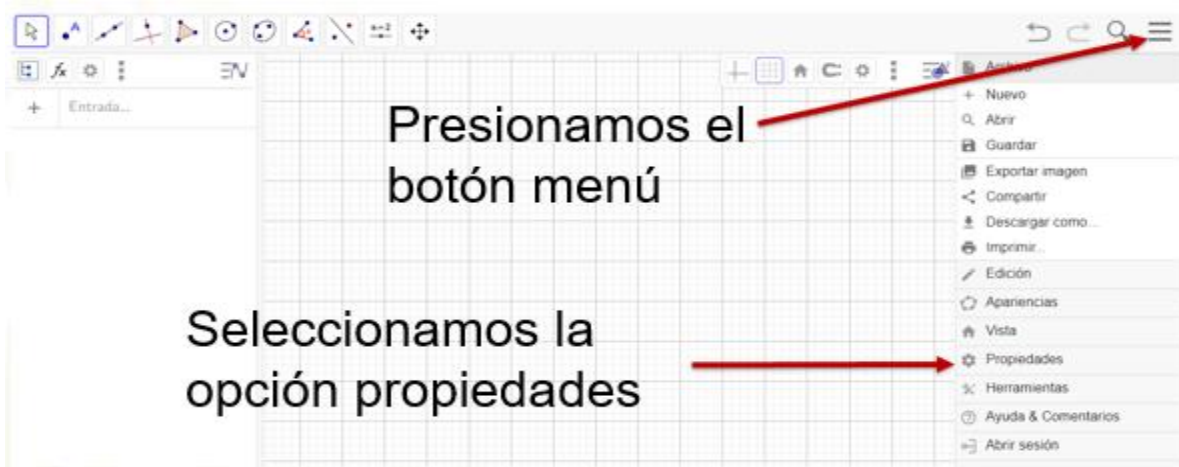 Entrada...
Presionamos el
botón menú
Archivo
+ Nuevo
Abrir
Guardar
Exportar imagen
Compartir
Descargar como...
Imprimir...
Edición
Apariencias
Vista
Propiedades
Herramientas
Ayuda & Comentarios
Abrir sesión
Seleccionamos la
opción propiedades